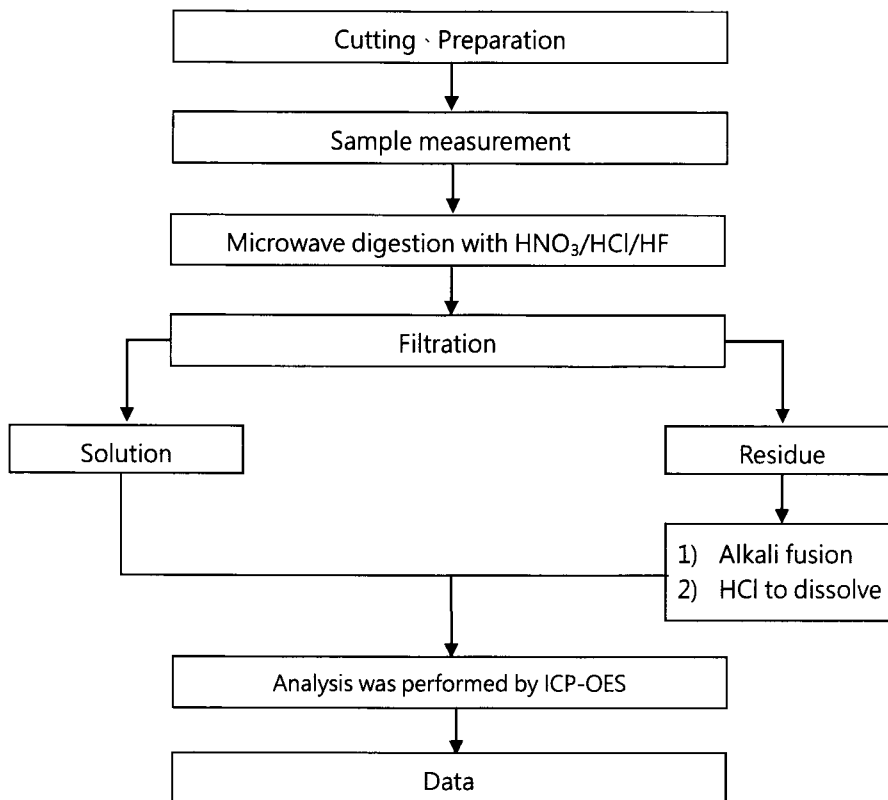 Cutting、Preparation
Sample measurement
Microwave digestion with HNO₃/HCl/HF
Filtration
Solution
Residue
1) Alkali fusion
2) HCl to dissolve
Analysis was performed by ICP-OES
Data